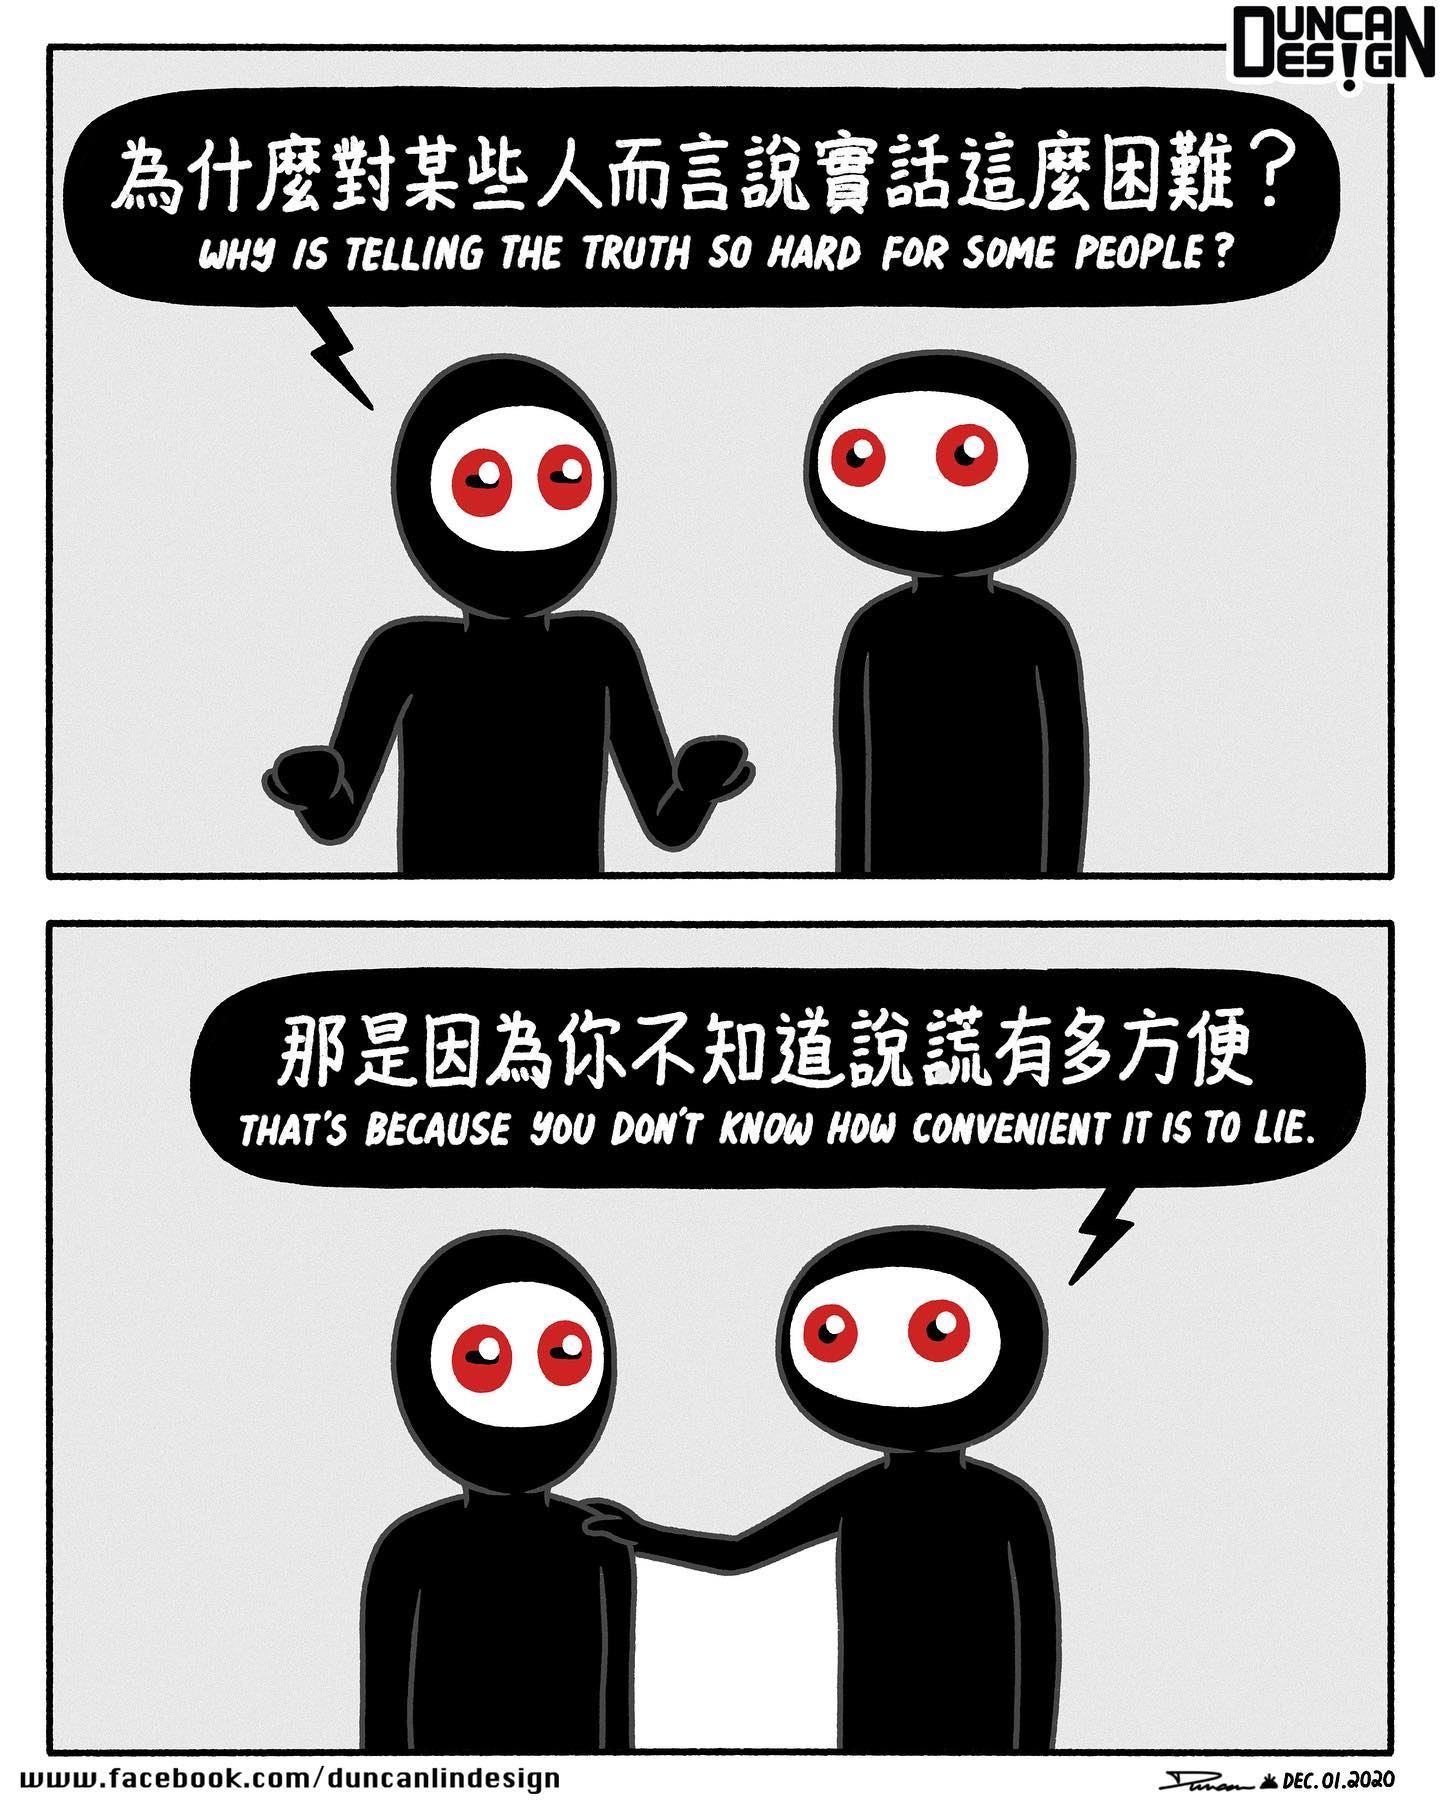 DUNCAN
DES!GN
為什麼對某些人而言說實話這麼困難？
WHY IS TELLING THE TRUTH SO HARD FOR SOME PEOPLE?
那是因為你不知道說謊有多方便
THAT'S BECAUSE YOU DON'T KNOW HOW CONVENIENT IT IS TO LIE.
www.facebook.com/duncanlindesign
Duncan DEC.01.2020